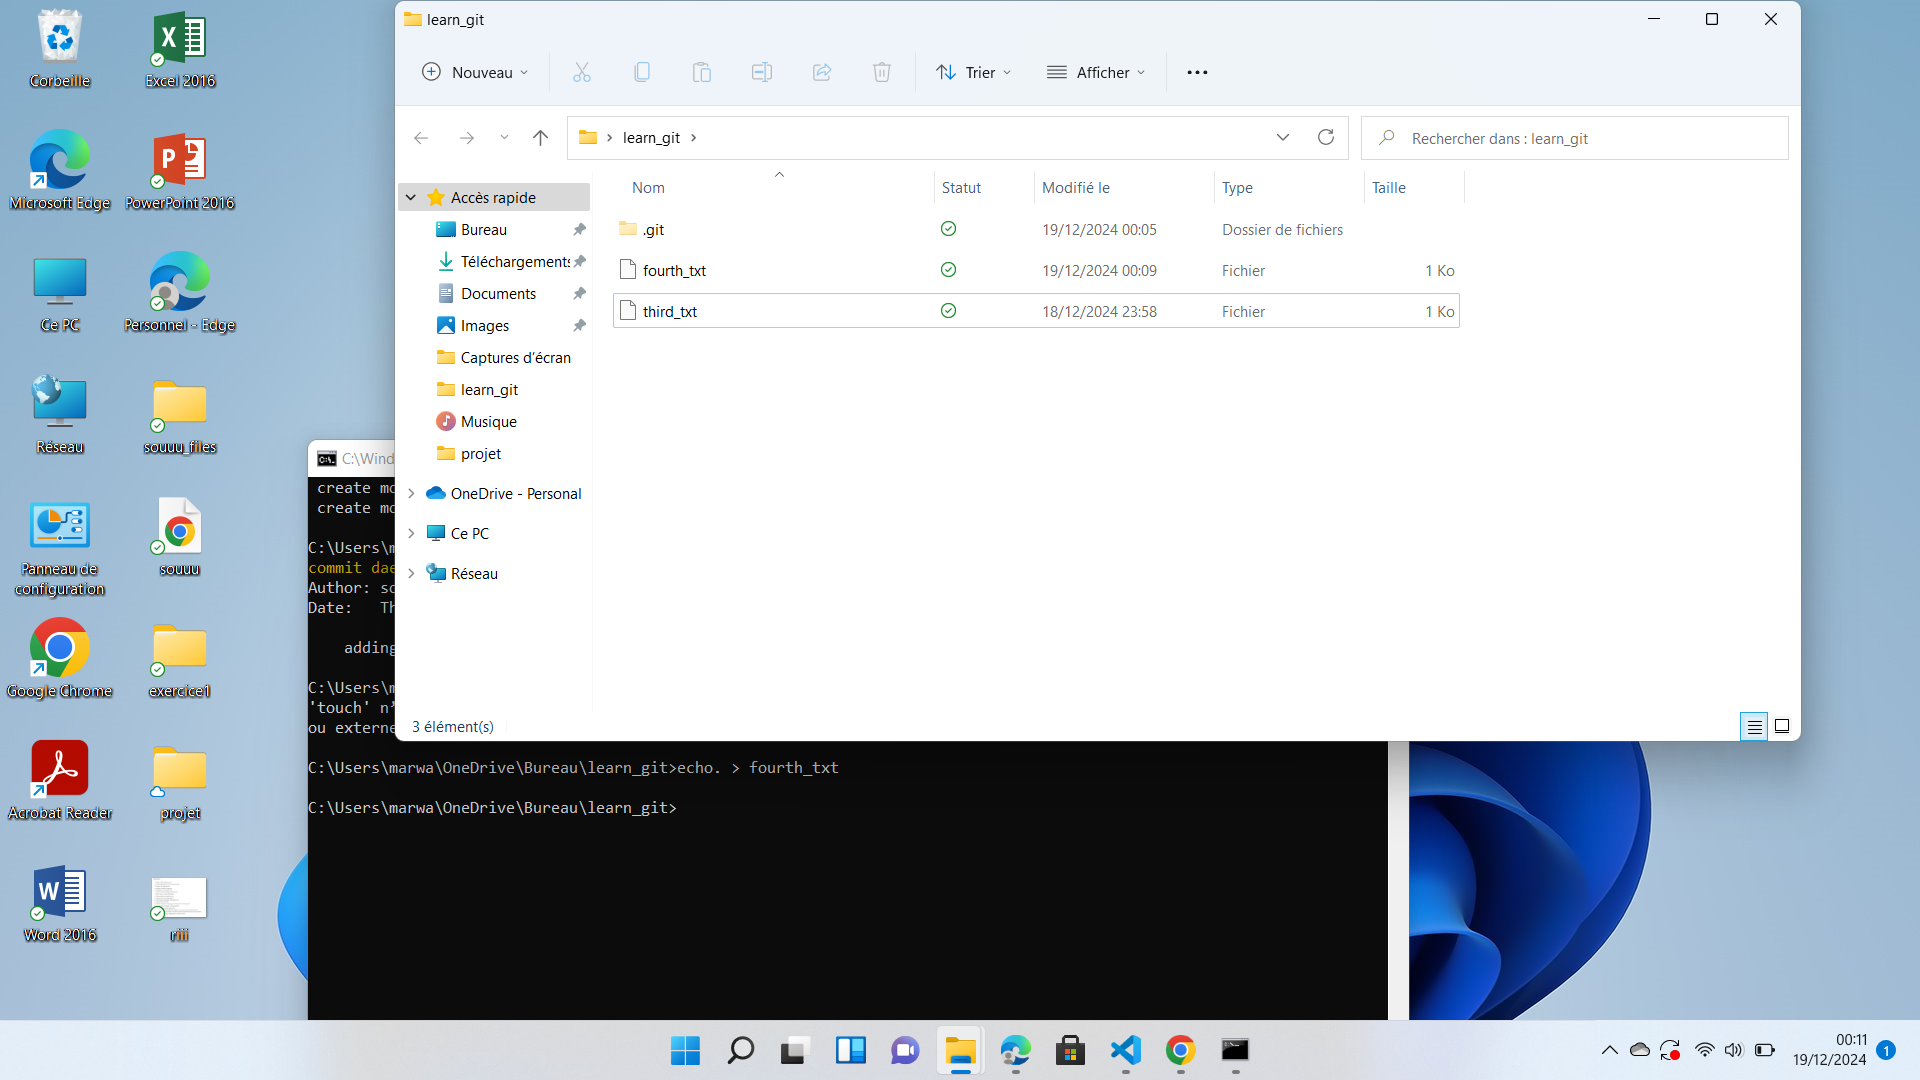 Corbeille
Excel 2016
Microsoft Edge
PowerPoint 2016
Ce PC
Personnel - Edge
Réseau
souuu_files
Panneau de
configuration
souuu
Google Chrome
exercice1
Acrobat Reader
projet
Word 2016
riii
learn_git
Nouveau
Trier
Afficher
learn_git
Rechercher dans : learn_git
Nom
Statut
Modifié le
Type
Taille
.git
19/12/2024 00:05
Dossier de fichiers
fourth_txt
19/12/2024 00:09
Fichier
1 Ko
third_txt
18/12/2024 23:58
Fichier
1 Ko
Accès rapide
Bureau
Téléchargements
Documents
Images
Captures d’écran
learn_git
Musique
projet
OneDrive - Personal
Ce PC
Réseau
3 élément(s)
C:\Wind
create mo
create mo
C:\Users\m
commit dae
Author: so
Date: Th
adding
C:\Users\m
'touch' n’
ou externe
C:\Users\marwa\OneDrive\Bureau\learn_git>echo. > fourth_txt
C:\Users\marwa\OneDrive\Bureau\learn_git>
00:11
19/12/2024
1